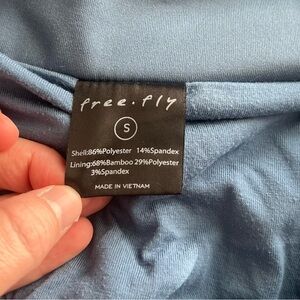 free.fly
S
Shell:86%Polyester 14%Spandex
Lining:68%Bamboo 29%Polyester
3%Spandex
MADE IN VIETNAM